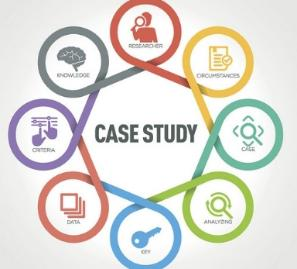 RESEARCHER
KNOWLEDGE
CIRCUMSTANCES
CASE STUDY
CRITERIA
CASE
DATA
ANALYZING
KEY